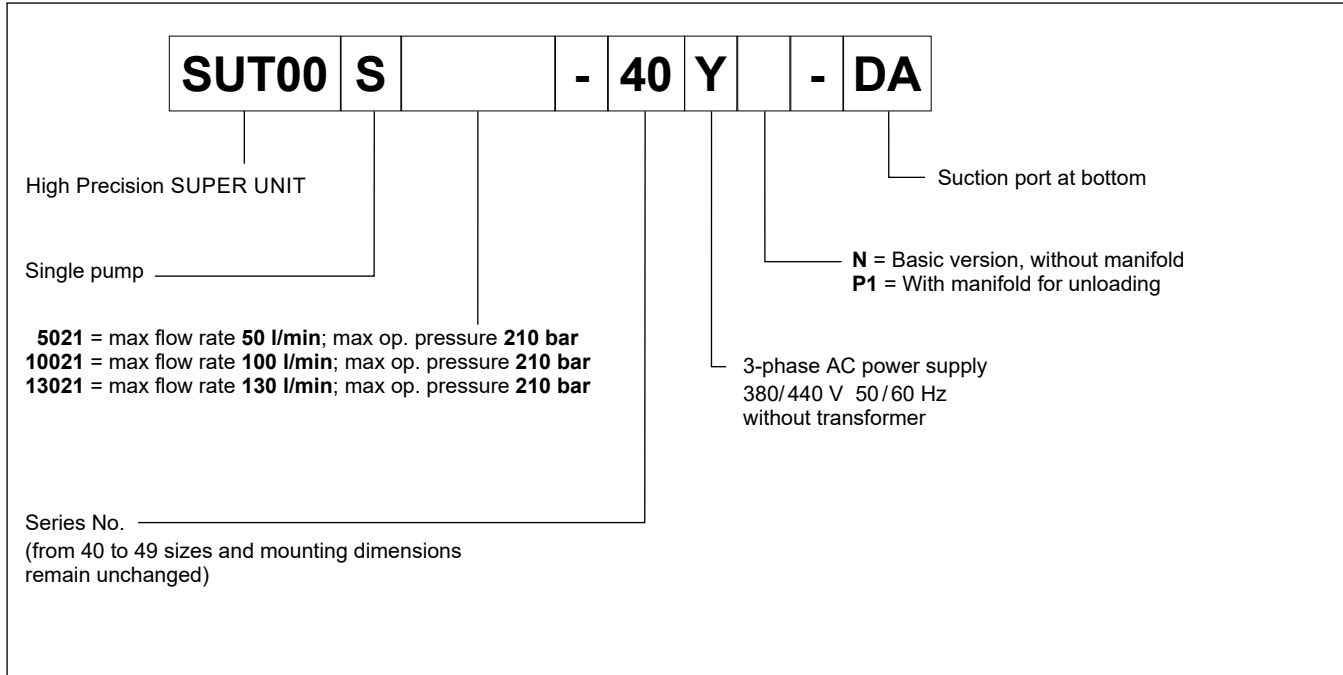 SUT00 S - 40 Y - DA
High Precision SUPER UNIT
Suction port at bottom
Single pump
N = Basic version, without manifold
P1 = With manifold for unloading
5021 = max flow rate 50 l/min; max op. pressure 210 bar
10021 = max flow rate 100 l/min; max op. pressure 210 bar
13021 = max flow rate 130 l/min; max op. pressure 210 bar
3-phase AC power supply
380/440 V 50/60 Hz
without transformer
Series No.
(from 40 to 49 sizes and mounting dimensions
remain unchanged)